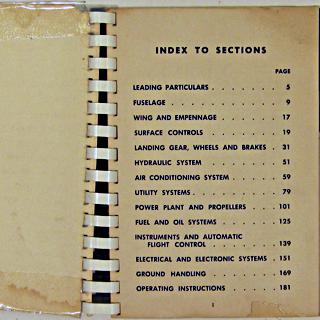 INDEX TO SECTIONS
PAGE
LEADING PARTICULARS . . . . . . . 5
FUSELAGE . . . . . . . . . . . 9
WING AND EMPENNAGE . . . . . . 17
SURFACE CONTROLS . . . . . . . 19
LANDING GEAR, WHEELS AND BRAKES . 31
HYDRAULIC SYSTEM . . . . . . . 51
AIR CONDITIONING SYSTEM . . . . 59
UTILITY SYSTEMS . . . . . . . . 79
POWER PLANT AND PROPELLERS . . . 101
FUEL AND OIL SYSTEMS . . . . . 125
INSTRUMENTS AND AUTOMATIC
FLIGHT CONTROL . . . . . . 139
ELECTRICAL AND ELECTRONIC SYSTEMS . 151
GROUND HANDLING . . . . . . . 169
OPERATING INSTRUCTIONS . . . . . 181